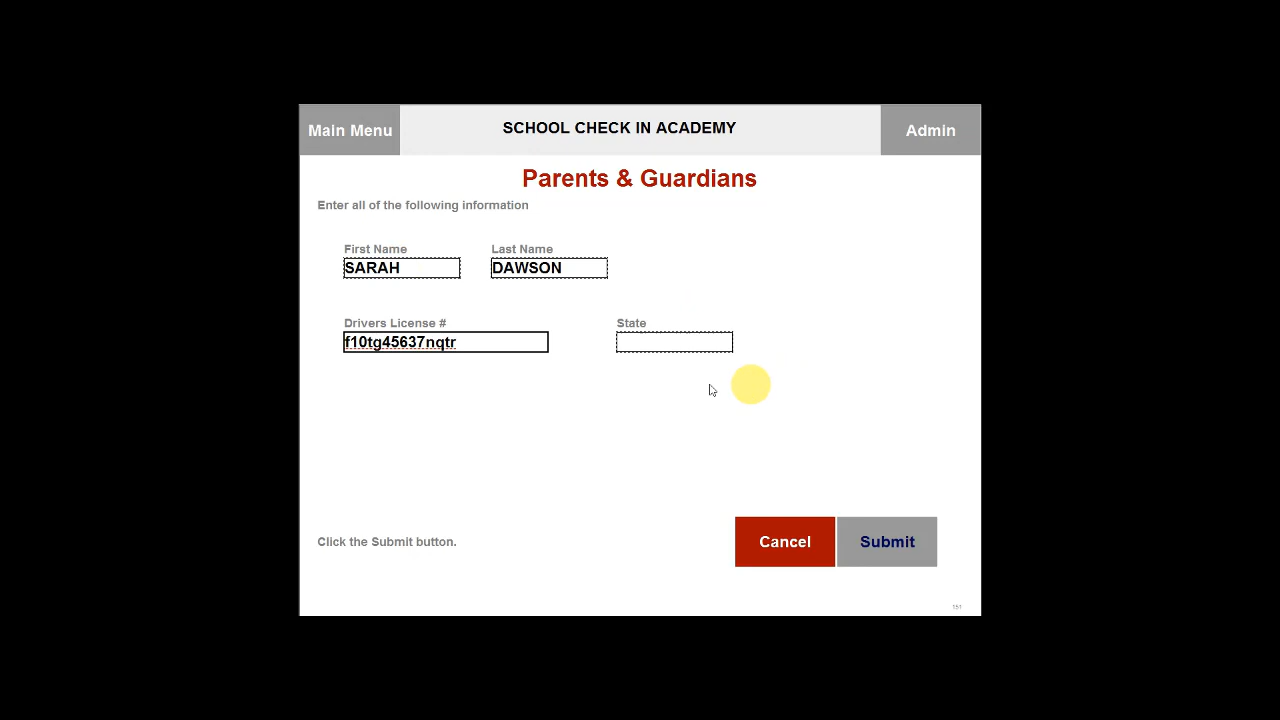 Main Menu
SCHOOL CHECK IN ACADEMY
Admin
Parents & Guardians
Enter all of the following information
First Name
Last Name
SARAH
DAWSON
Drivers License #
State
f10tg45637nqtr
Click the Submit button.
Cancel
Submit
151